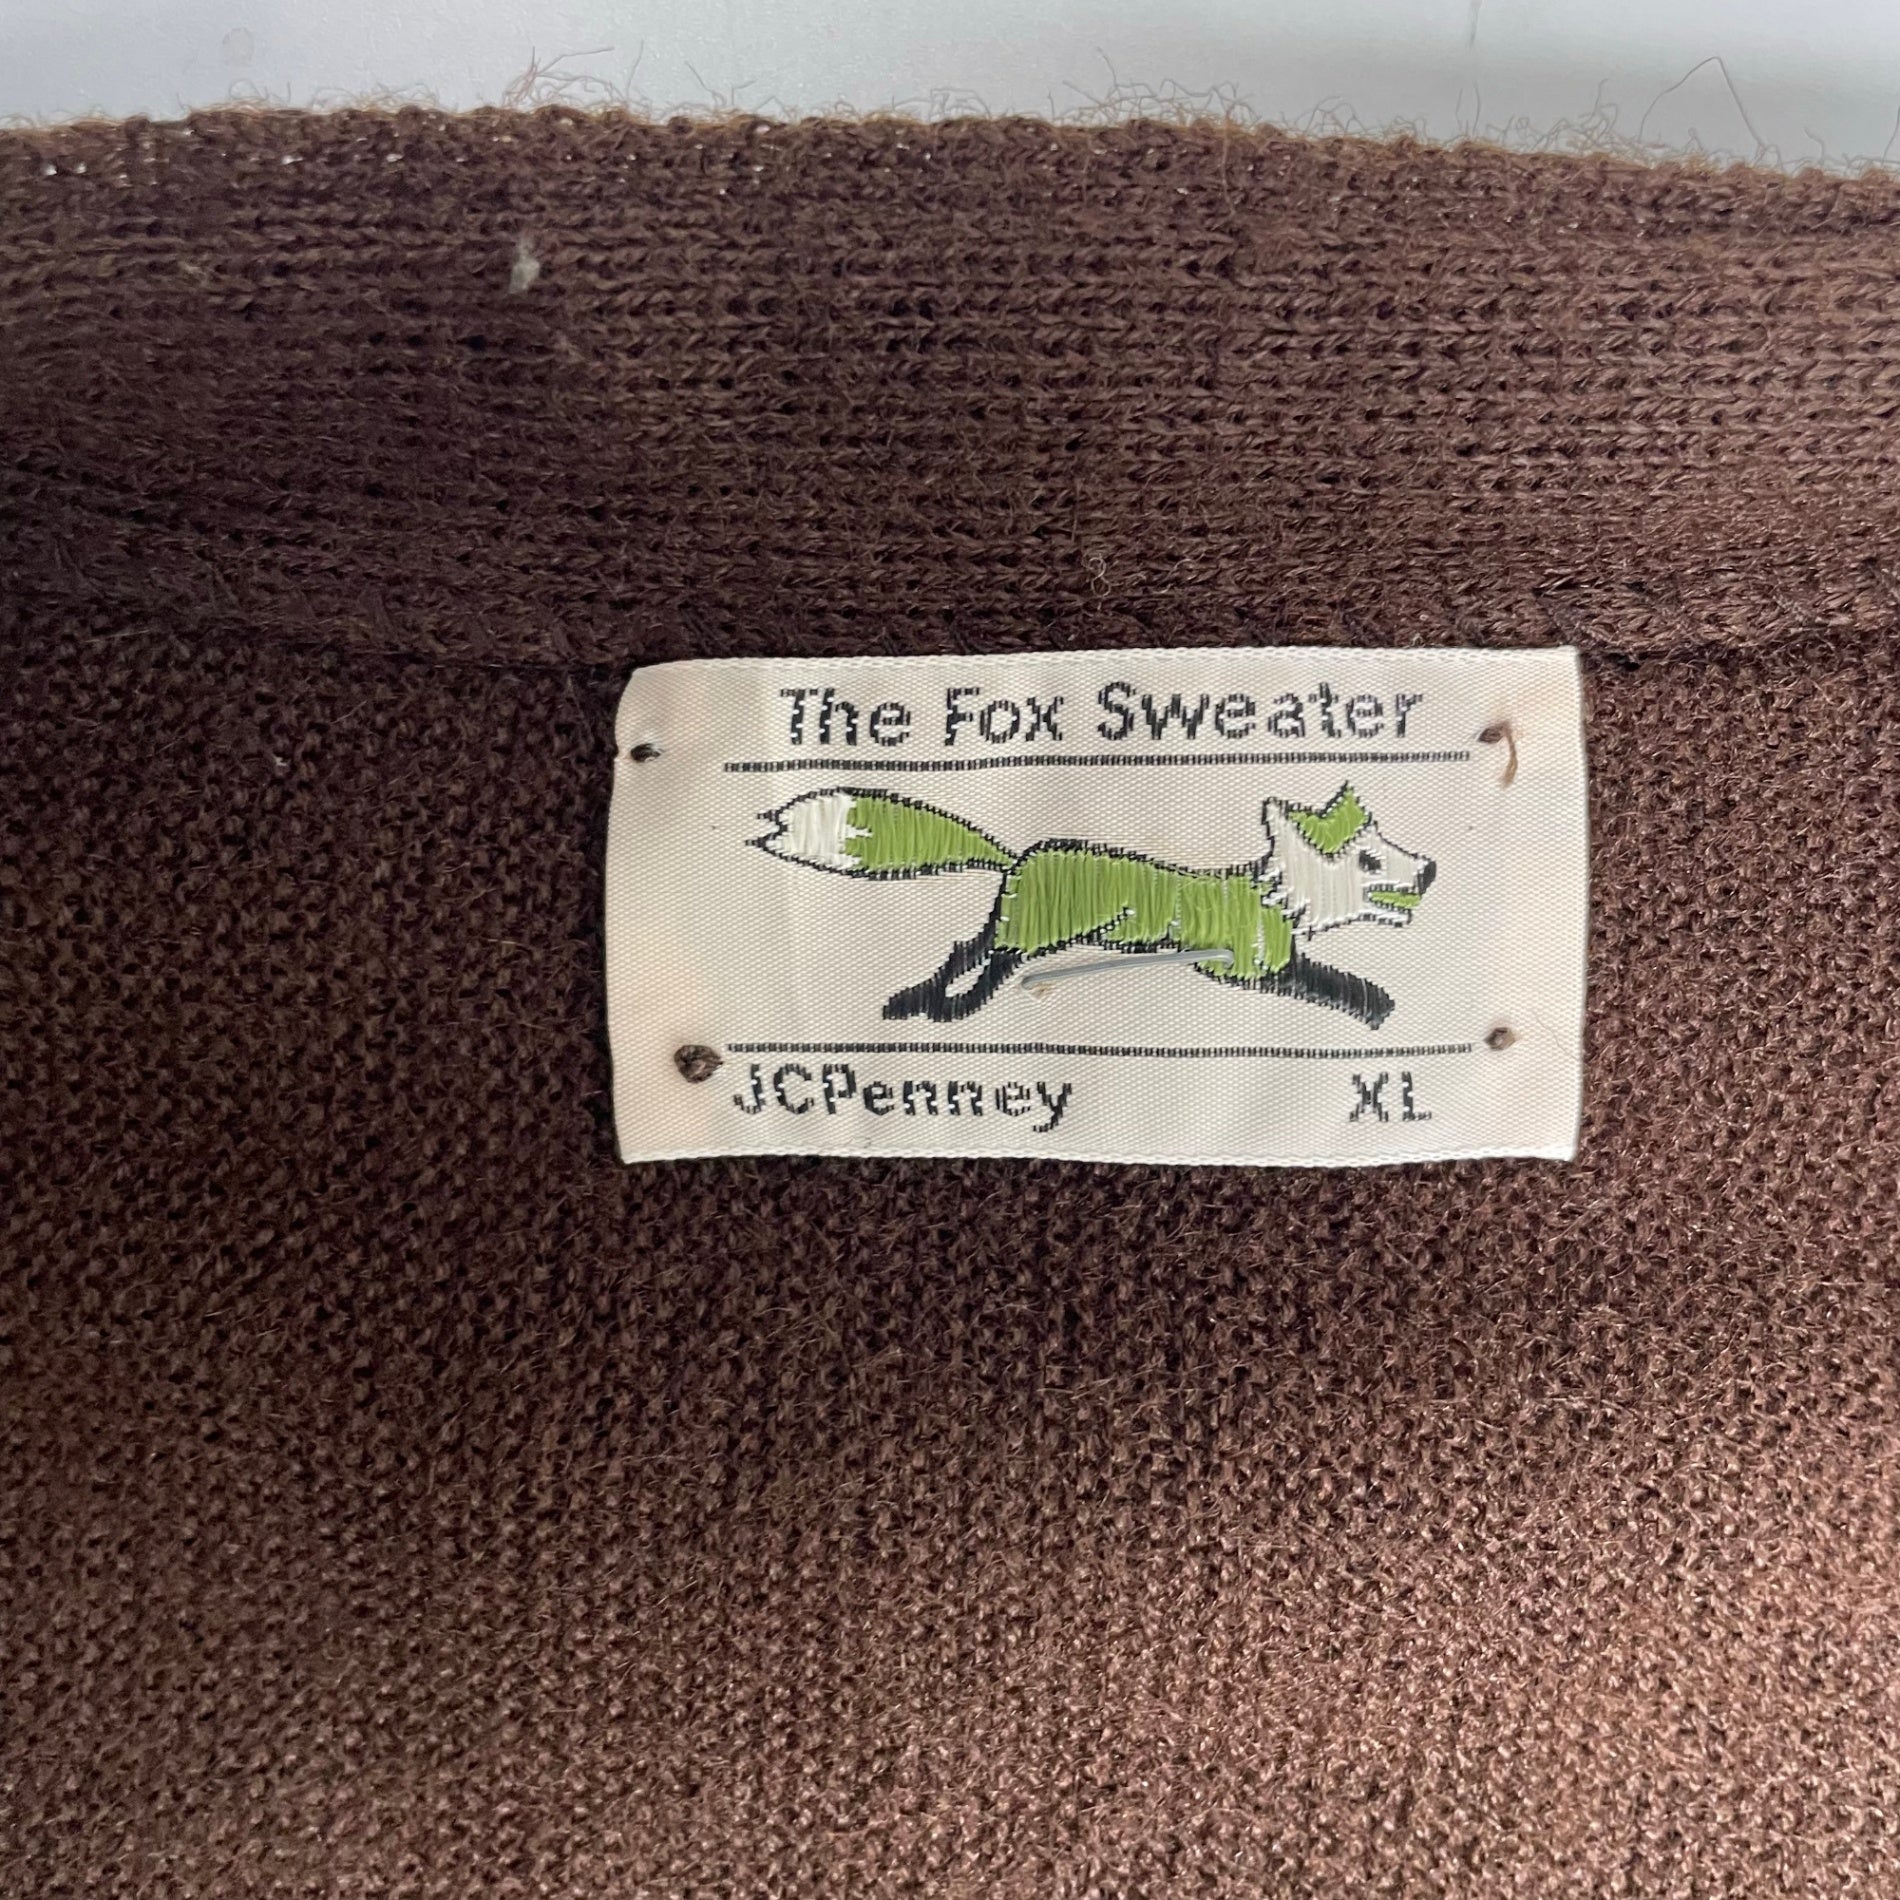 The Fox Sweater
JCPenney XL